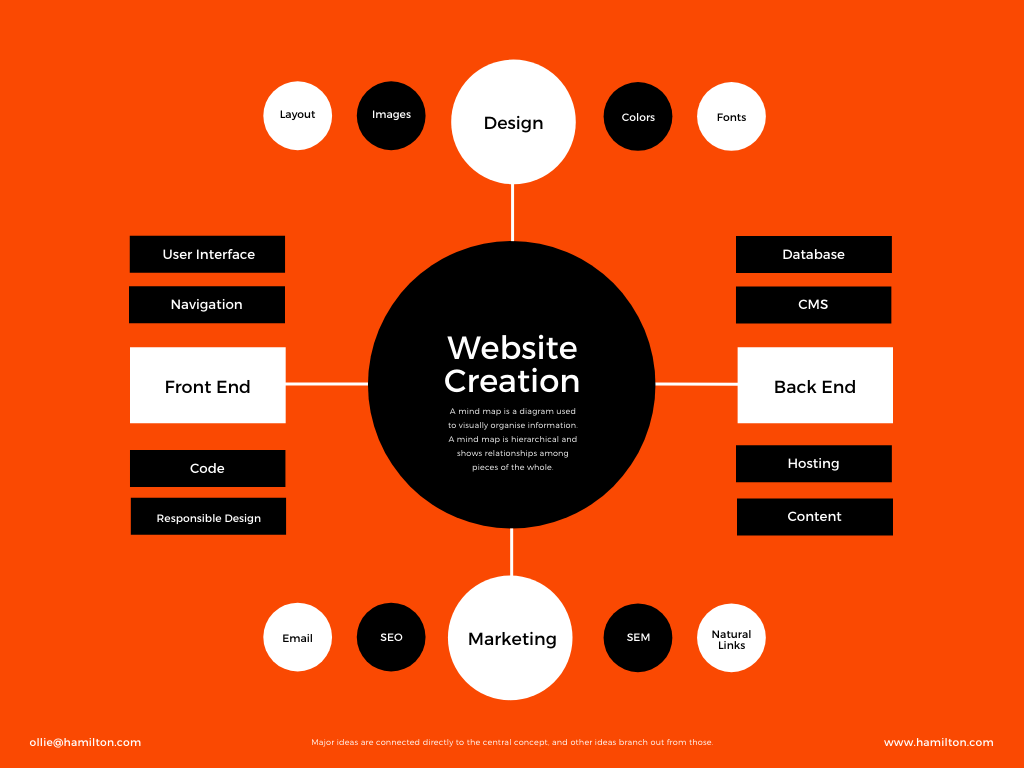 Layout
Images
Design
Colors
Fonts
User Interface
Navigation
Front End
Code
Responsible Design
Website
Creation
A mind map is a diagram used
to visually organise information.
A mind map is hierarchical and
shows relationships among
pieces of the whole.
Database
CMS
Back End
Hosting
Content
Email
SEO
Marketing
SEM
Natural
Links
ollie@hamilton.com
Major ideas are connected directly to the central concept, and other ideas branch out from those.
www.hamilton.com